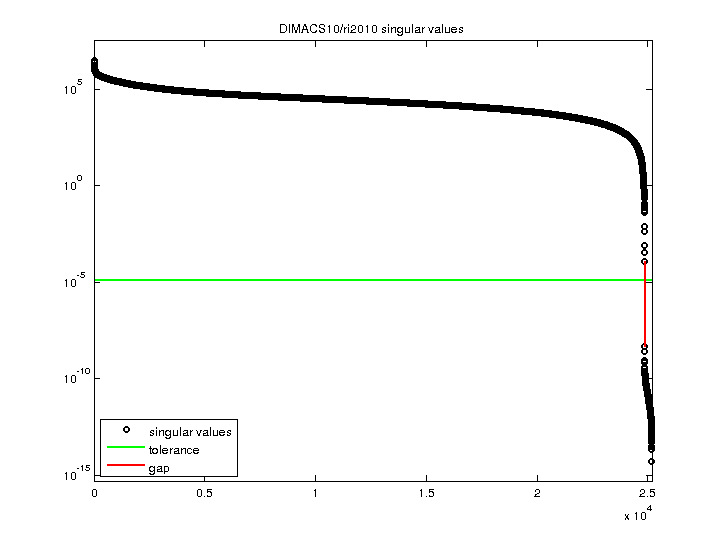 DIMACS10/ri2010 singular values
10^5
10^0
10^-5
10^-10
10^-15
singular values
tolerance
gap
0 0.5 1 1.5 2 2.5
x 10^4